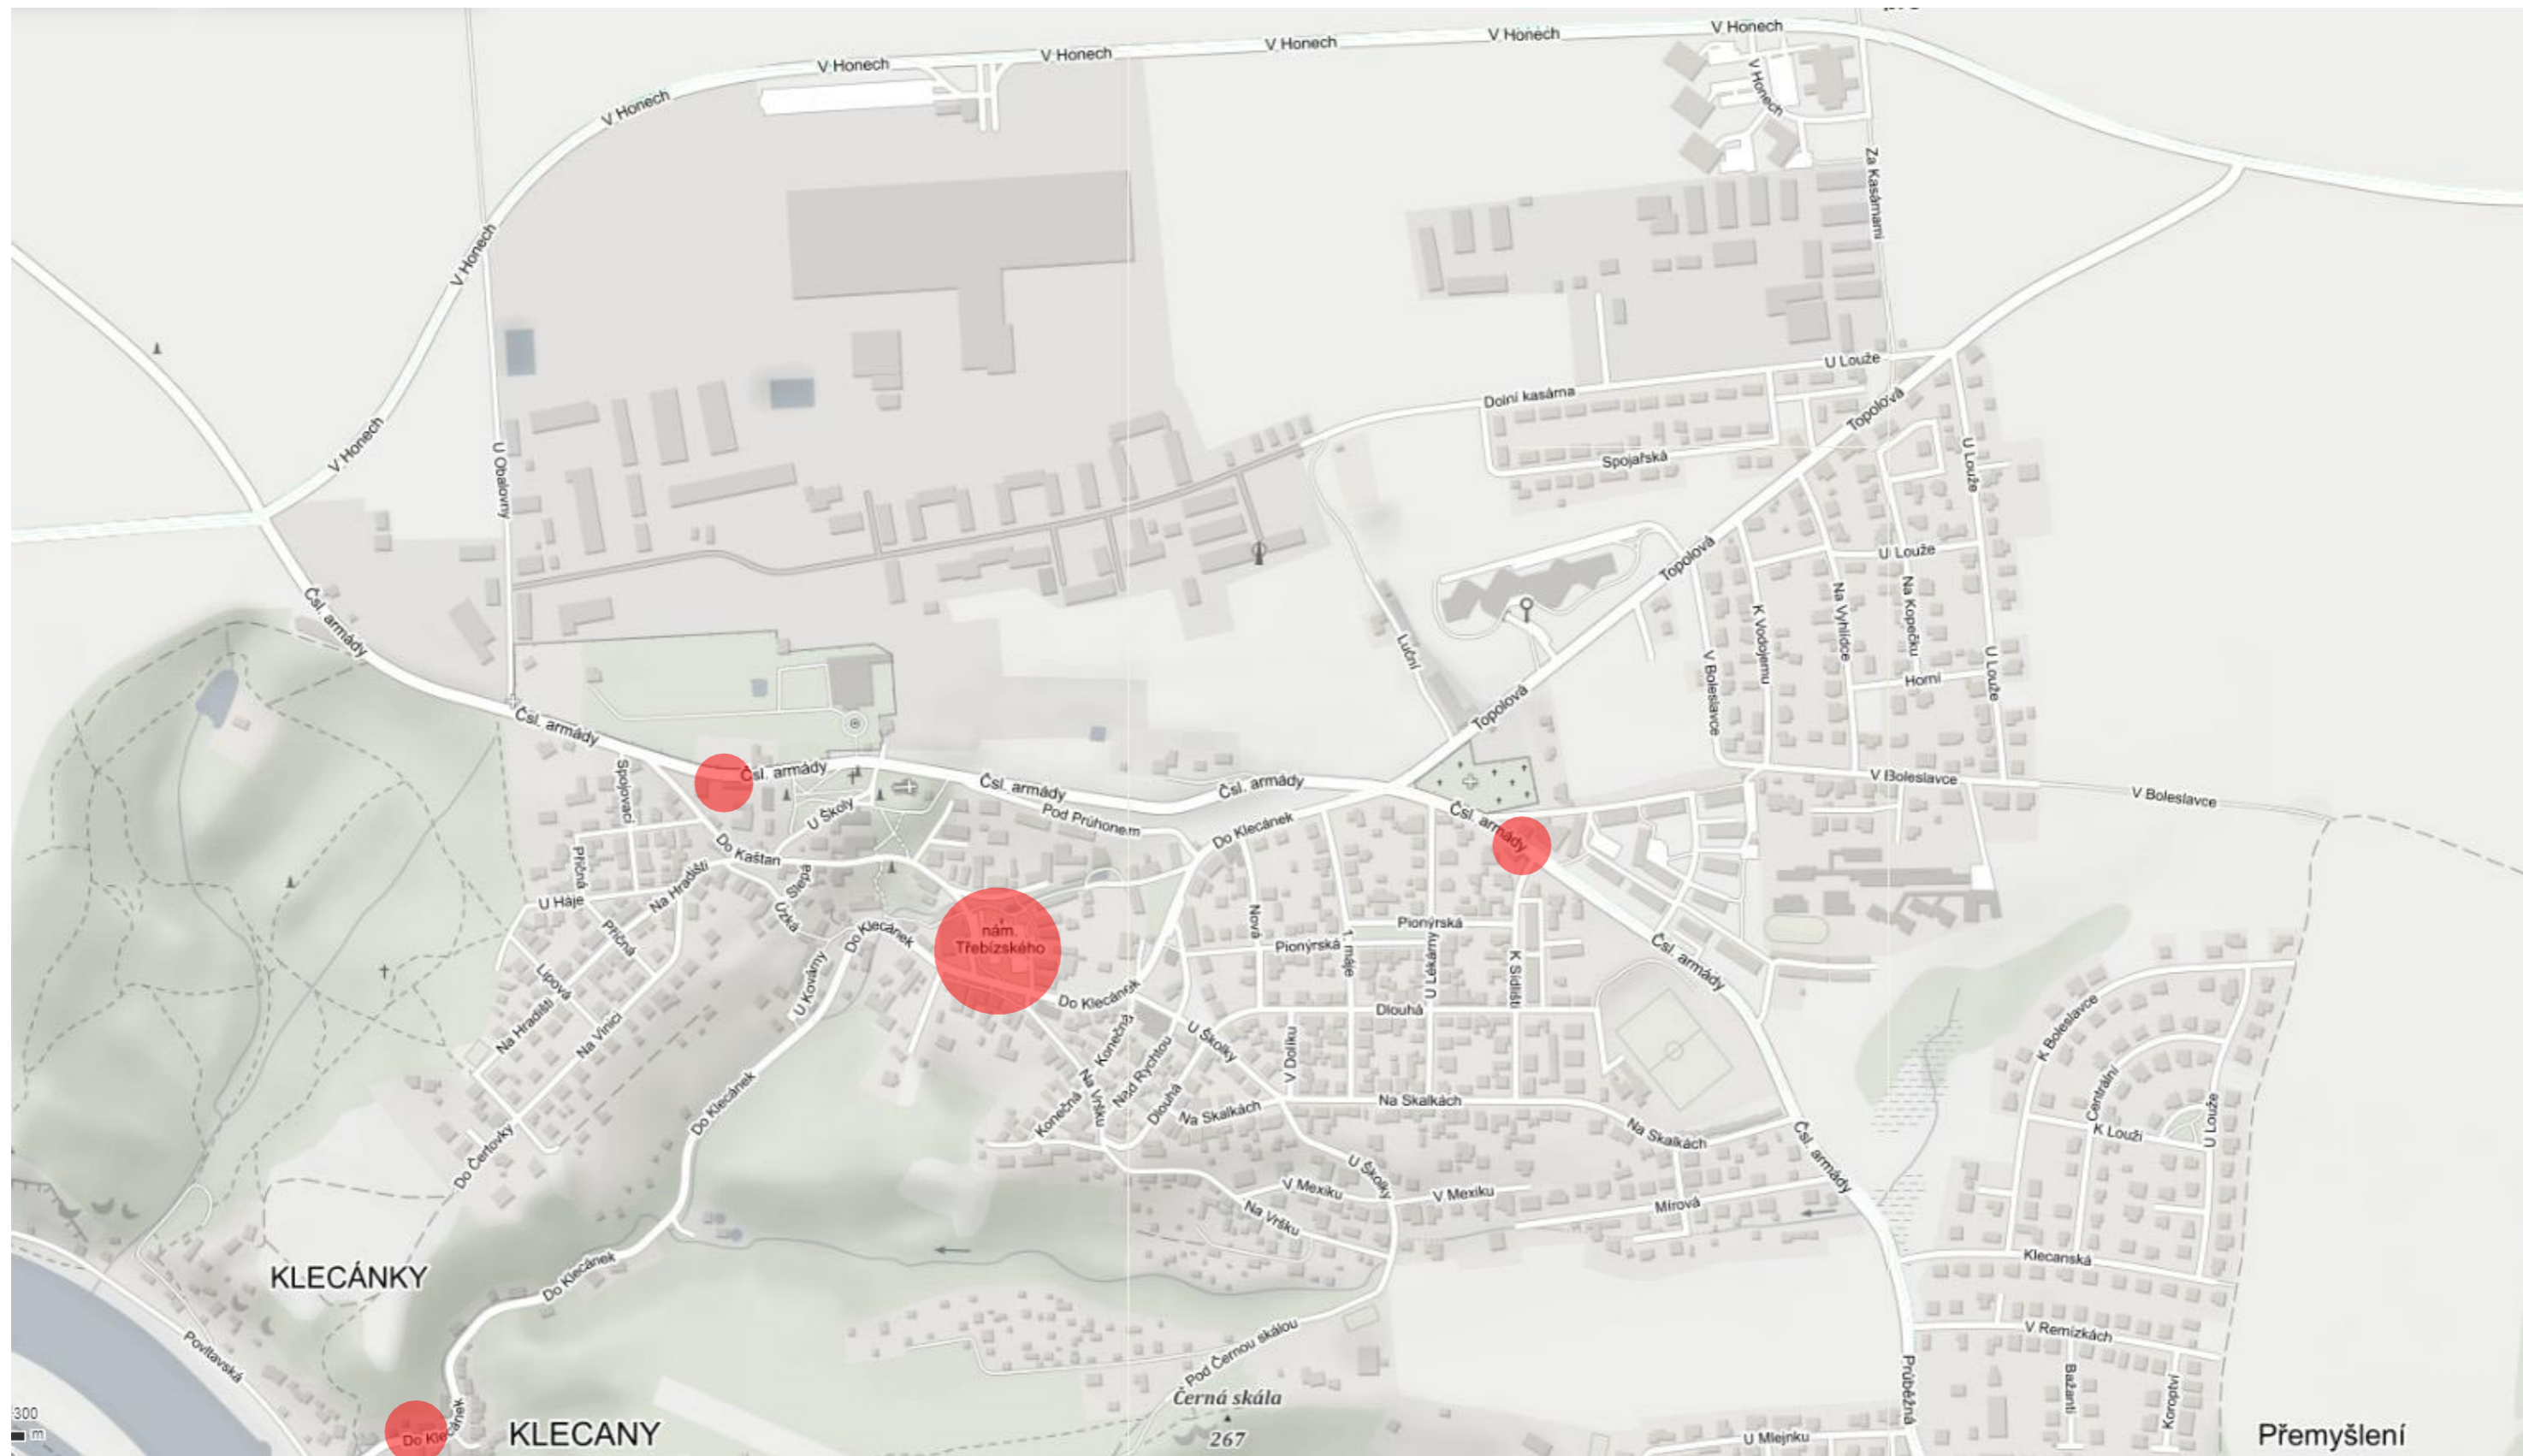 V Honech
V Honech
V Honech
V Honech
V Honech
V Honech
V Honech
V Honech
V Honech
Za Kasárnami
U Obalovny
U Louže
Dolní kasárna
Topolová
Spojařská
U Louže
Topolová
U Louže
Čsl. armády
Luční
K Vodojemu
Na Vyhlídce
Na Kopečku
V Boleslavce
U Louže
Horní
Topolová
Čsl. armády
Čsl. armády
Čsl. armády
Čsl. armády
V Boleslavce
V Boleslavce
Spojovací
U Školy
Pod Průhonem
Do Klecánek
Čsl. armády
Do Kaštan
Příčná
Na Hradišti
Slepá
U Háje
Úzká
Příčná
Do Klecánek
nám.
Třebízského
Nová
Pionýrská
Pionýrská
1. máje
U Lékárny
K Sídlišti
Čsl. armády
Lipová
U Kovárny
Do Klecánek
Dlouhá
Na Hradišti
Na Vinici
Konečná
U Školky
V Dolíku
K Boleslavce
Nad Rychtou
Na Vršku
Konečná
Dlouhá
Na Skalkách
Na Skalkách
Centrální
Do Klecánek
Na Skalkách
K Louži
U Louže
Do Čertovky
Čsl. armády
U Školky
V Mexiku
V Mexiku
Na Vršku
Mírová
KLECÁNKY
Do Klecánek
Klecanská
Povltavská
Pod Černou skálou
V Remízkách
Průběžná
Bažantí
Koroptví
Černá skála
267
300
m
Do Klecánek
KLECANY
U Mlejnku
Přemyšlení